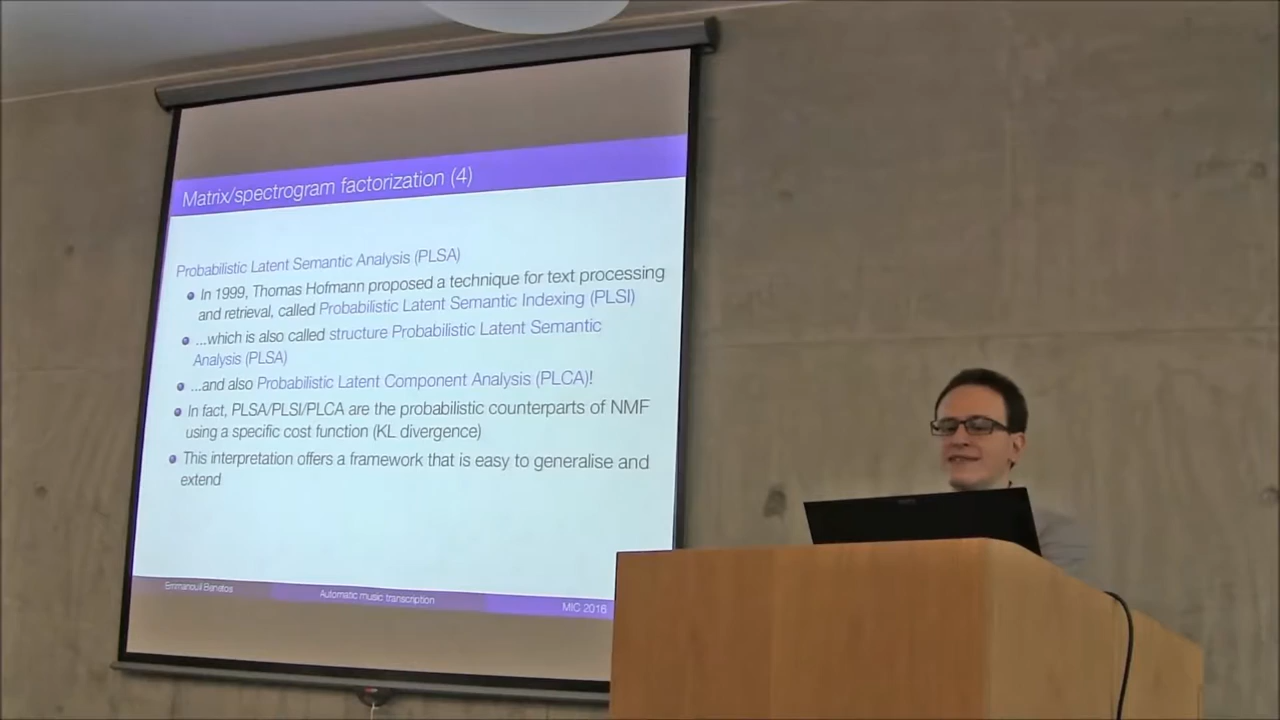 Matrix/spectrogram factorization (4)
Probabilistic Latent Semantic Analysis (PLSA)
In 1999, Thomas Hofmann proposed a technique for text processing
and retrieval, called Probabilistic Latent Semantic Indexing (PLSI)
...which is also called structure Probabilistic Latent Semantic
Analysis (PLSA)
...and also Probabilistic Latent Component Analysis (PLCA)!
In fact, PLSA/PLSI/PLCA are the probabilistic counterparts of NMF
using a specific cost function (KL divergence)
This interpretation offers a framework that is easy to generalise and
extend
Emmanouil Benetos
Automatic music transcription
MIC 2016